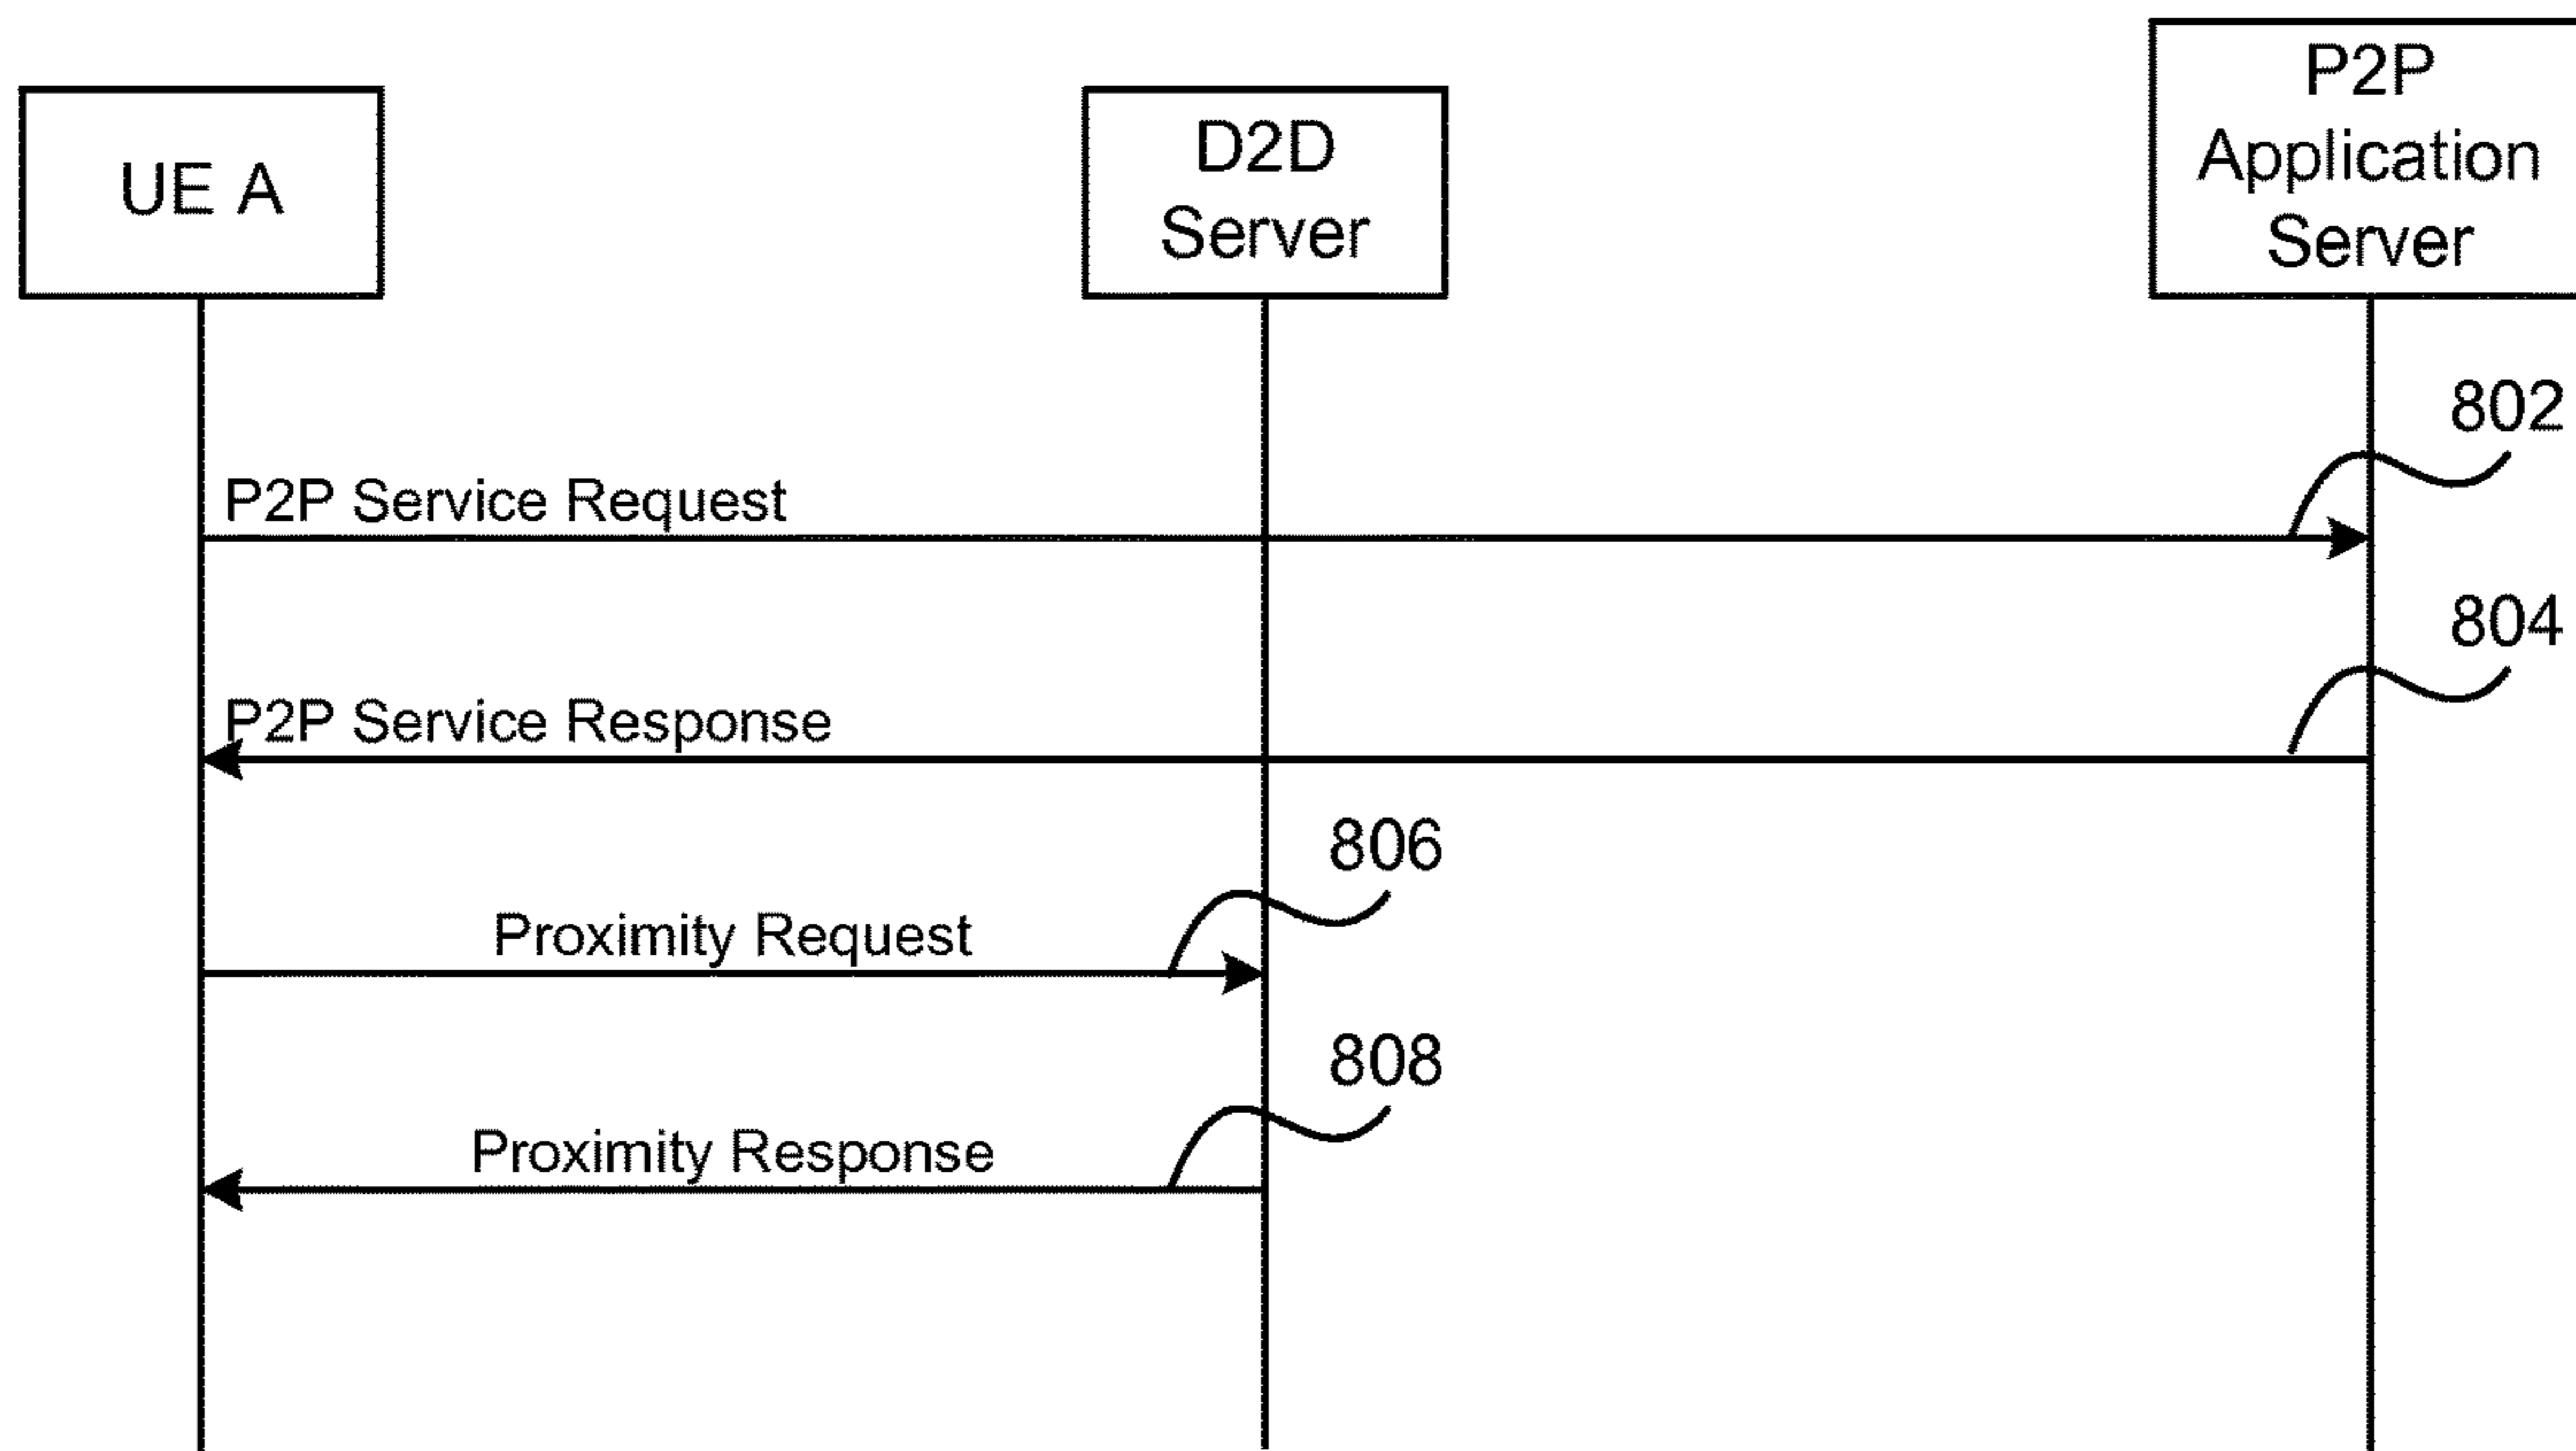 UE A
D2D
Server
P2P
Application
Server
802
P2P Service Request
804
P2P Service Response
806
Proximity Request
808
Proximity Response